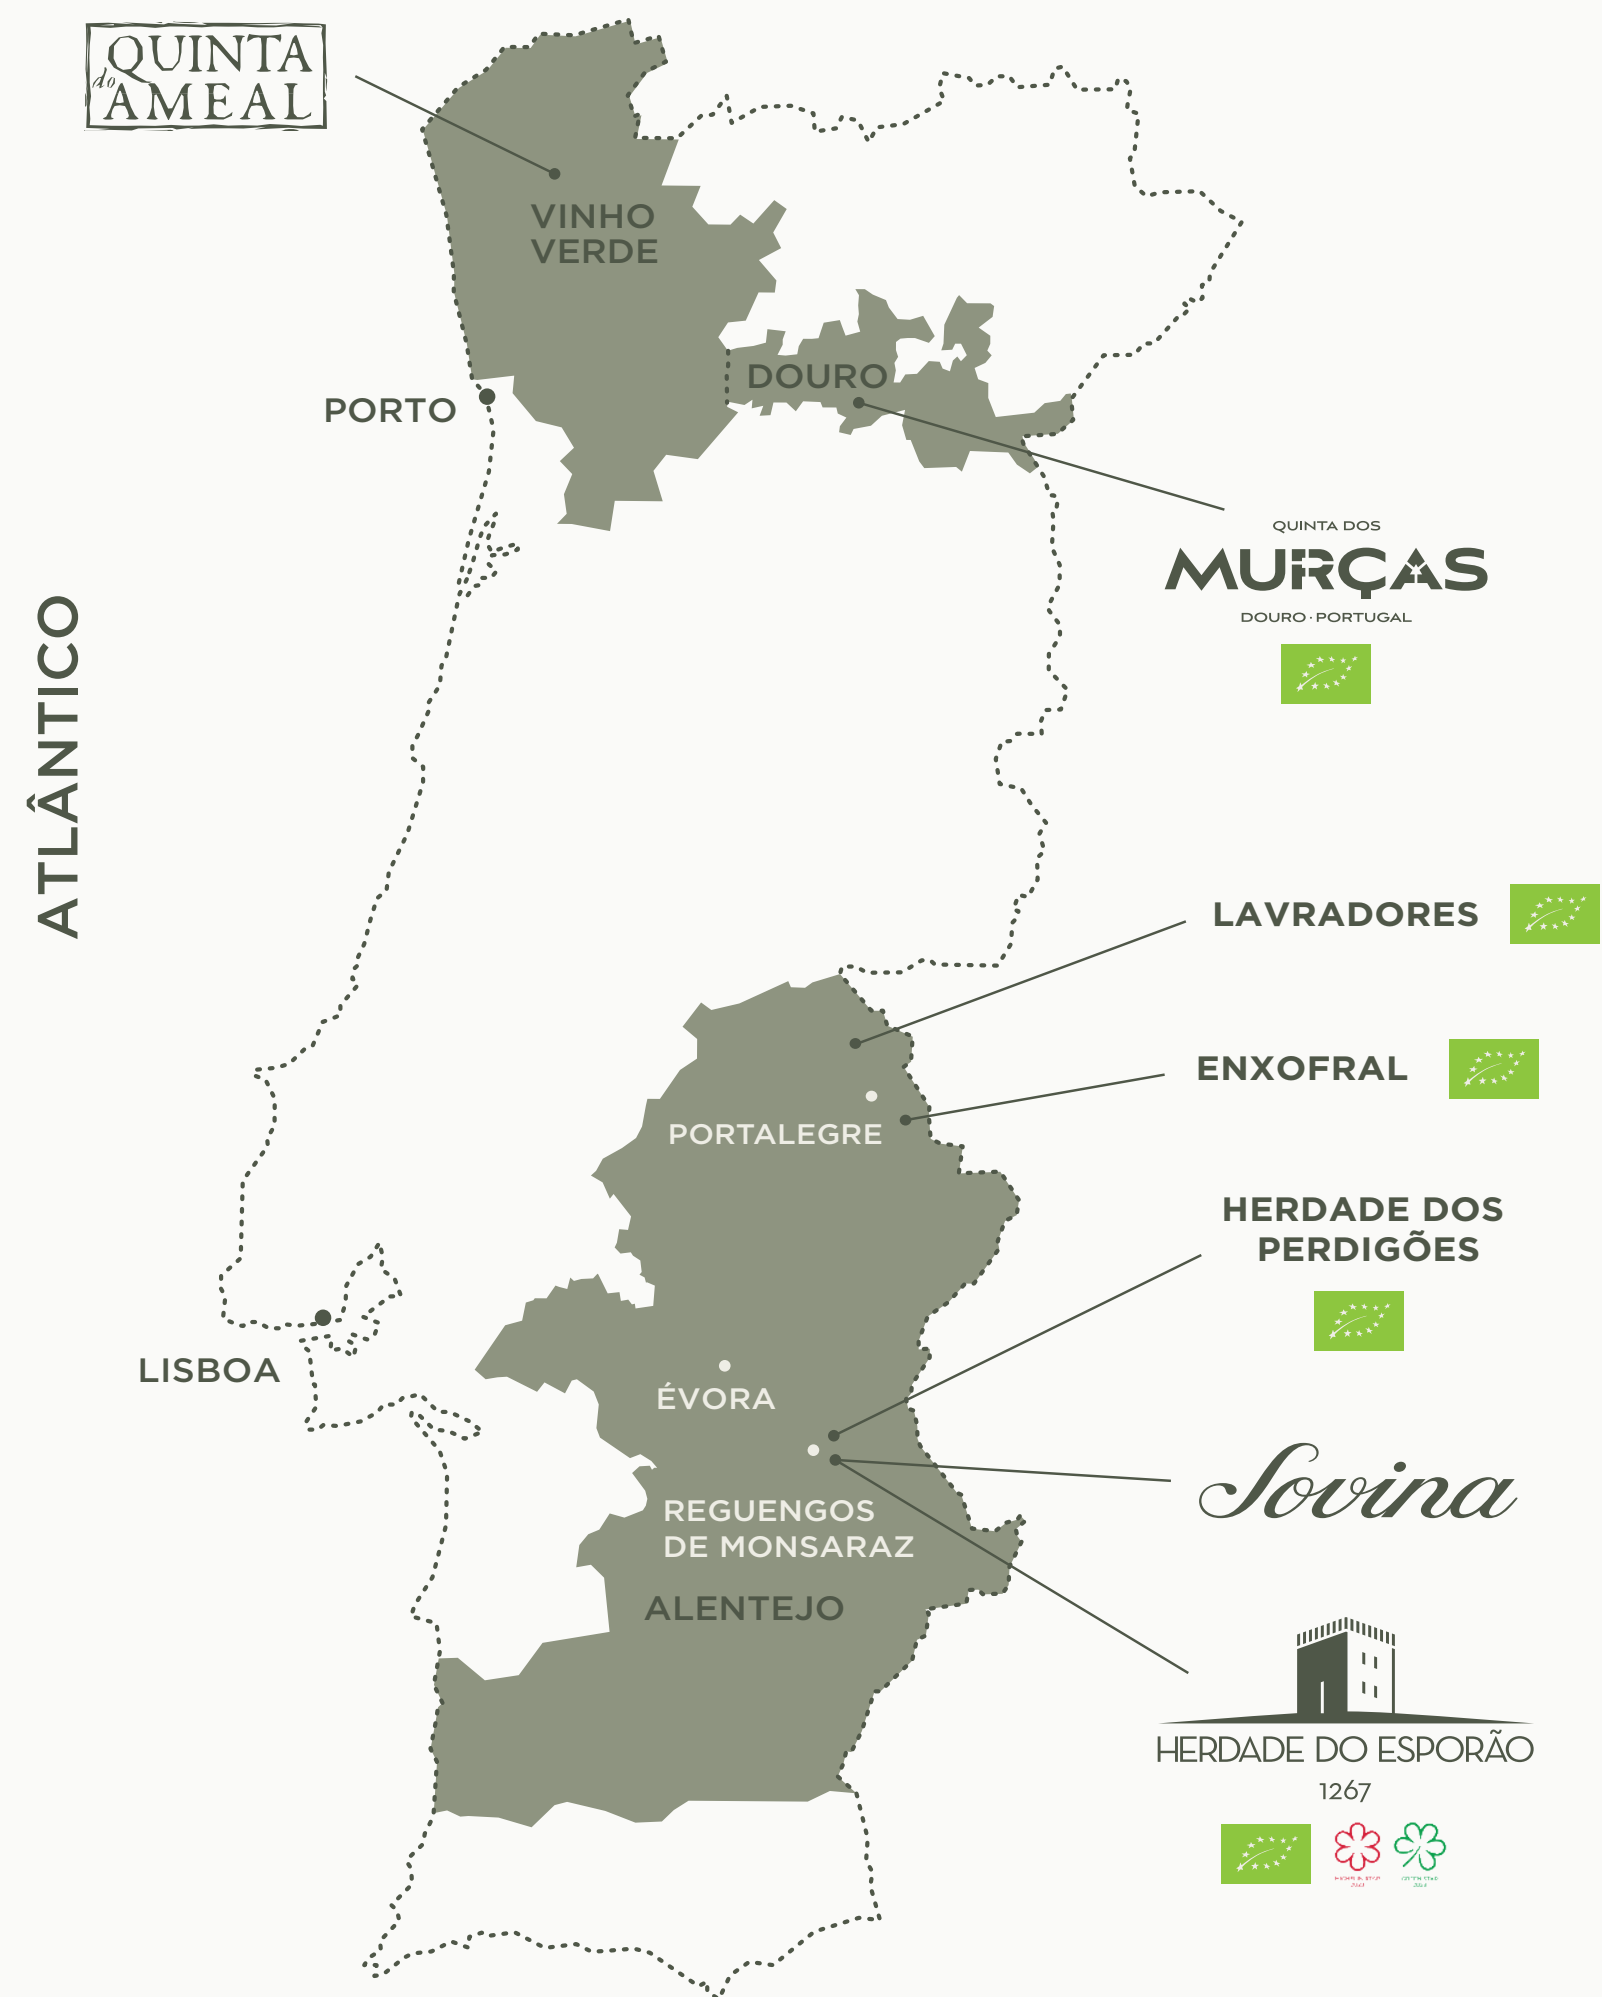 QUINTA
do AMEAL
VINHO
VERDE
DOURO
PORTO
QUINTA DOS
MURÇAS
DOURO · PORTUGAL
ATLÂNTICO
LAVRADORES
ENXOFRAL
PORTALEGRE
HERDADE DOS
PERDIGÕES
LISBOA
ÉVORA
Sovina
REGUENGOS
DE MONSARAZ
ALENTEJO
HERDADE DO ESPORÃO
1267